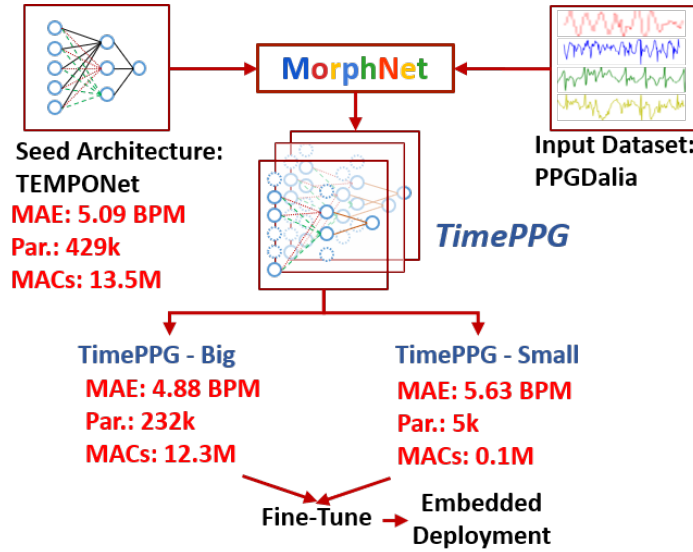 MorphNet
Seed Architecture:
TEMPONet
MAE: 5.09 BPM
Par.: 429k
MACs: 13.5M
Input Dataset:
PPGDalia
TimePPG
TimePPG - Big
MAE: 4.88 BPM
Par.: 232k
MACs: 12.3M
TimePPG - Small
MAE: 5.63 BPM
Par.: 5k
MACs: 0.1M
Fine-Tune
Embedded
Deployment